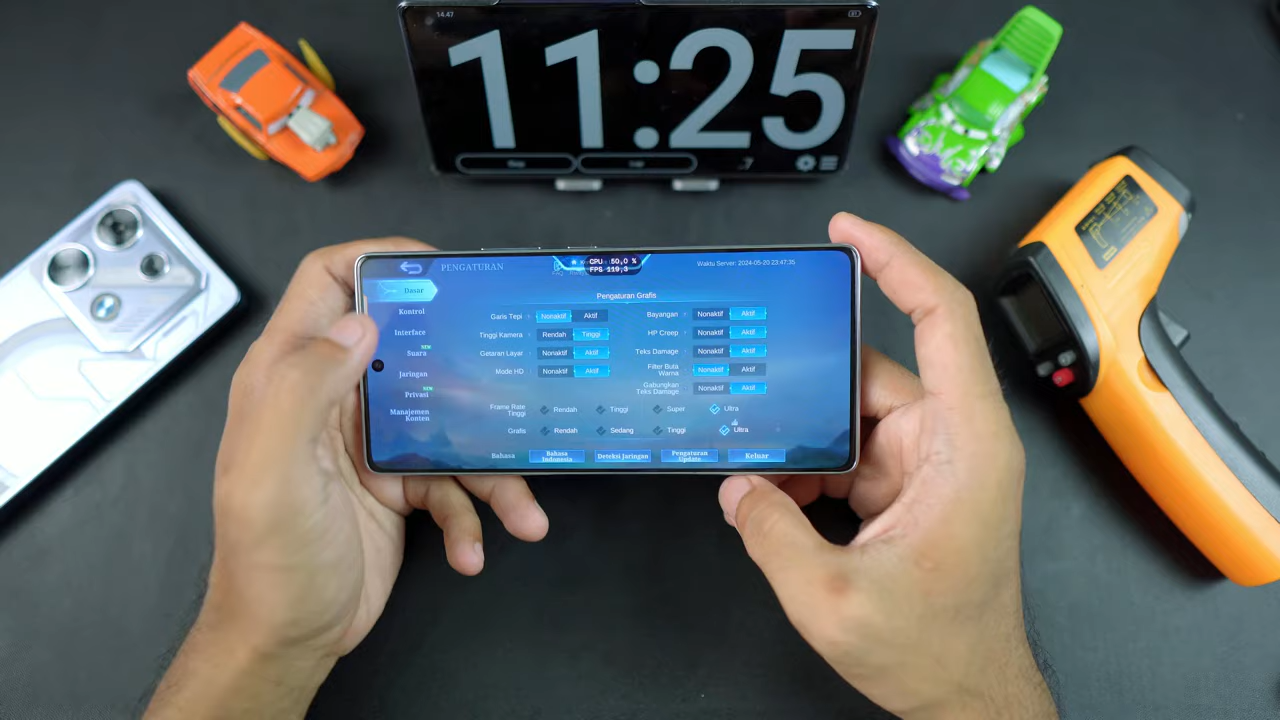 14.47
11:25
PENGATURAN
CPU 50,0 %
FPS 119,3
Waktu Server: 2024-05-20 23:47:35
Dasar
Kontrol
Interface
Suara NEW
Jaringan
Privasi NEW
Manajemen
Konten
Pengaturan Grafis
Garis Tepi Nonaktif Aktif
Tinggi Kamera Rendah Tinggi
Getaran Layar Nonaktif Aktif
Mode HD Nonaktif Aktif
Bayangan Nonaktif Aktif
HP Creep Nonaktif Aktif
Teks Damage Nonaktif Aktif
Filter Buta
Warna Nonaktif Aktif
Gabungkan
Teks Damage Nonaktif Aktif
Frame Rate
Tinggi Rendah Tinggi Super Ultra
Grafis Rendah Sedang Tinggi Ultra
Bahasa
Bahasa
Indonesia
Deteksi Jaringan
Pengaturan
Update
Keluar